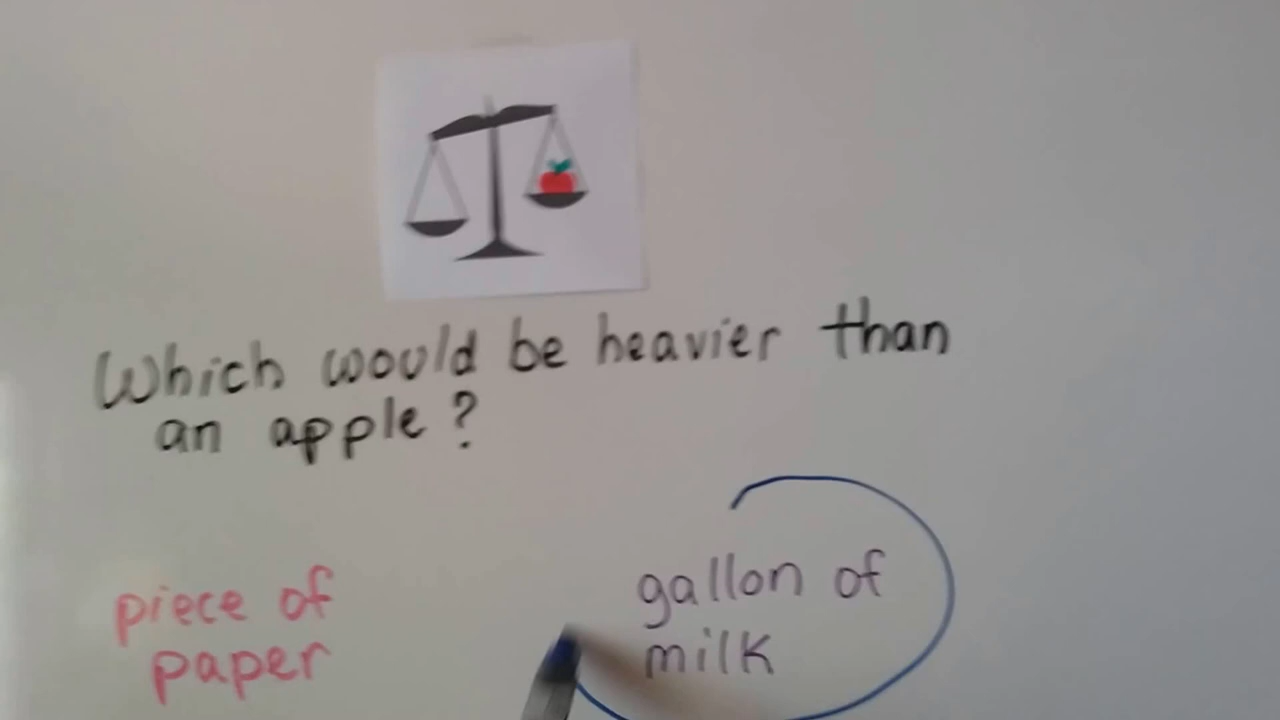 Which would be heavier than
an apple?
piece of
paper
gallon of
milk